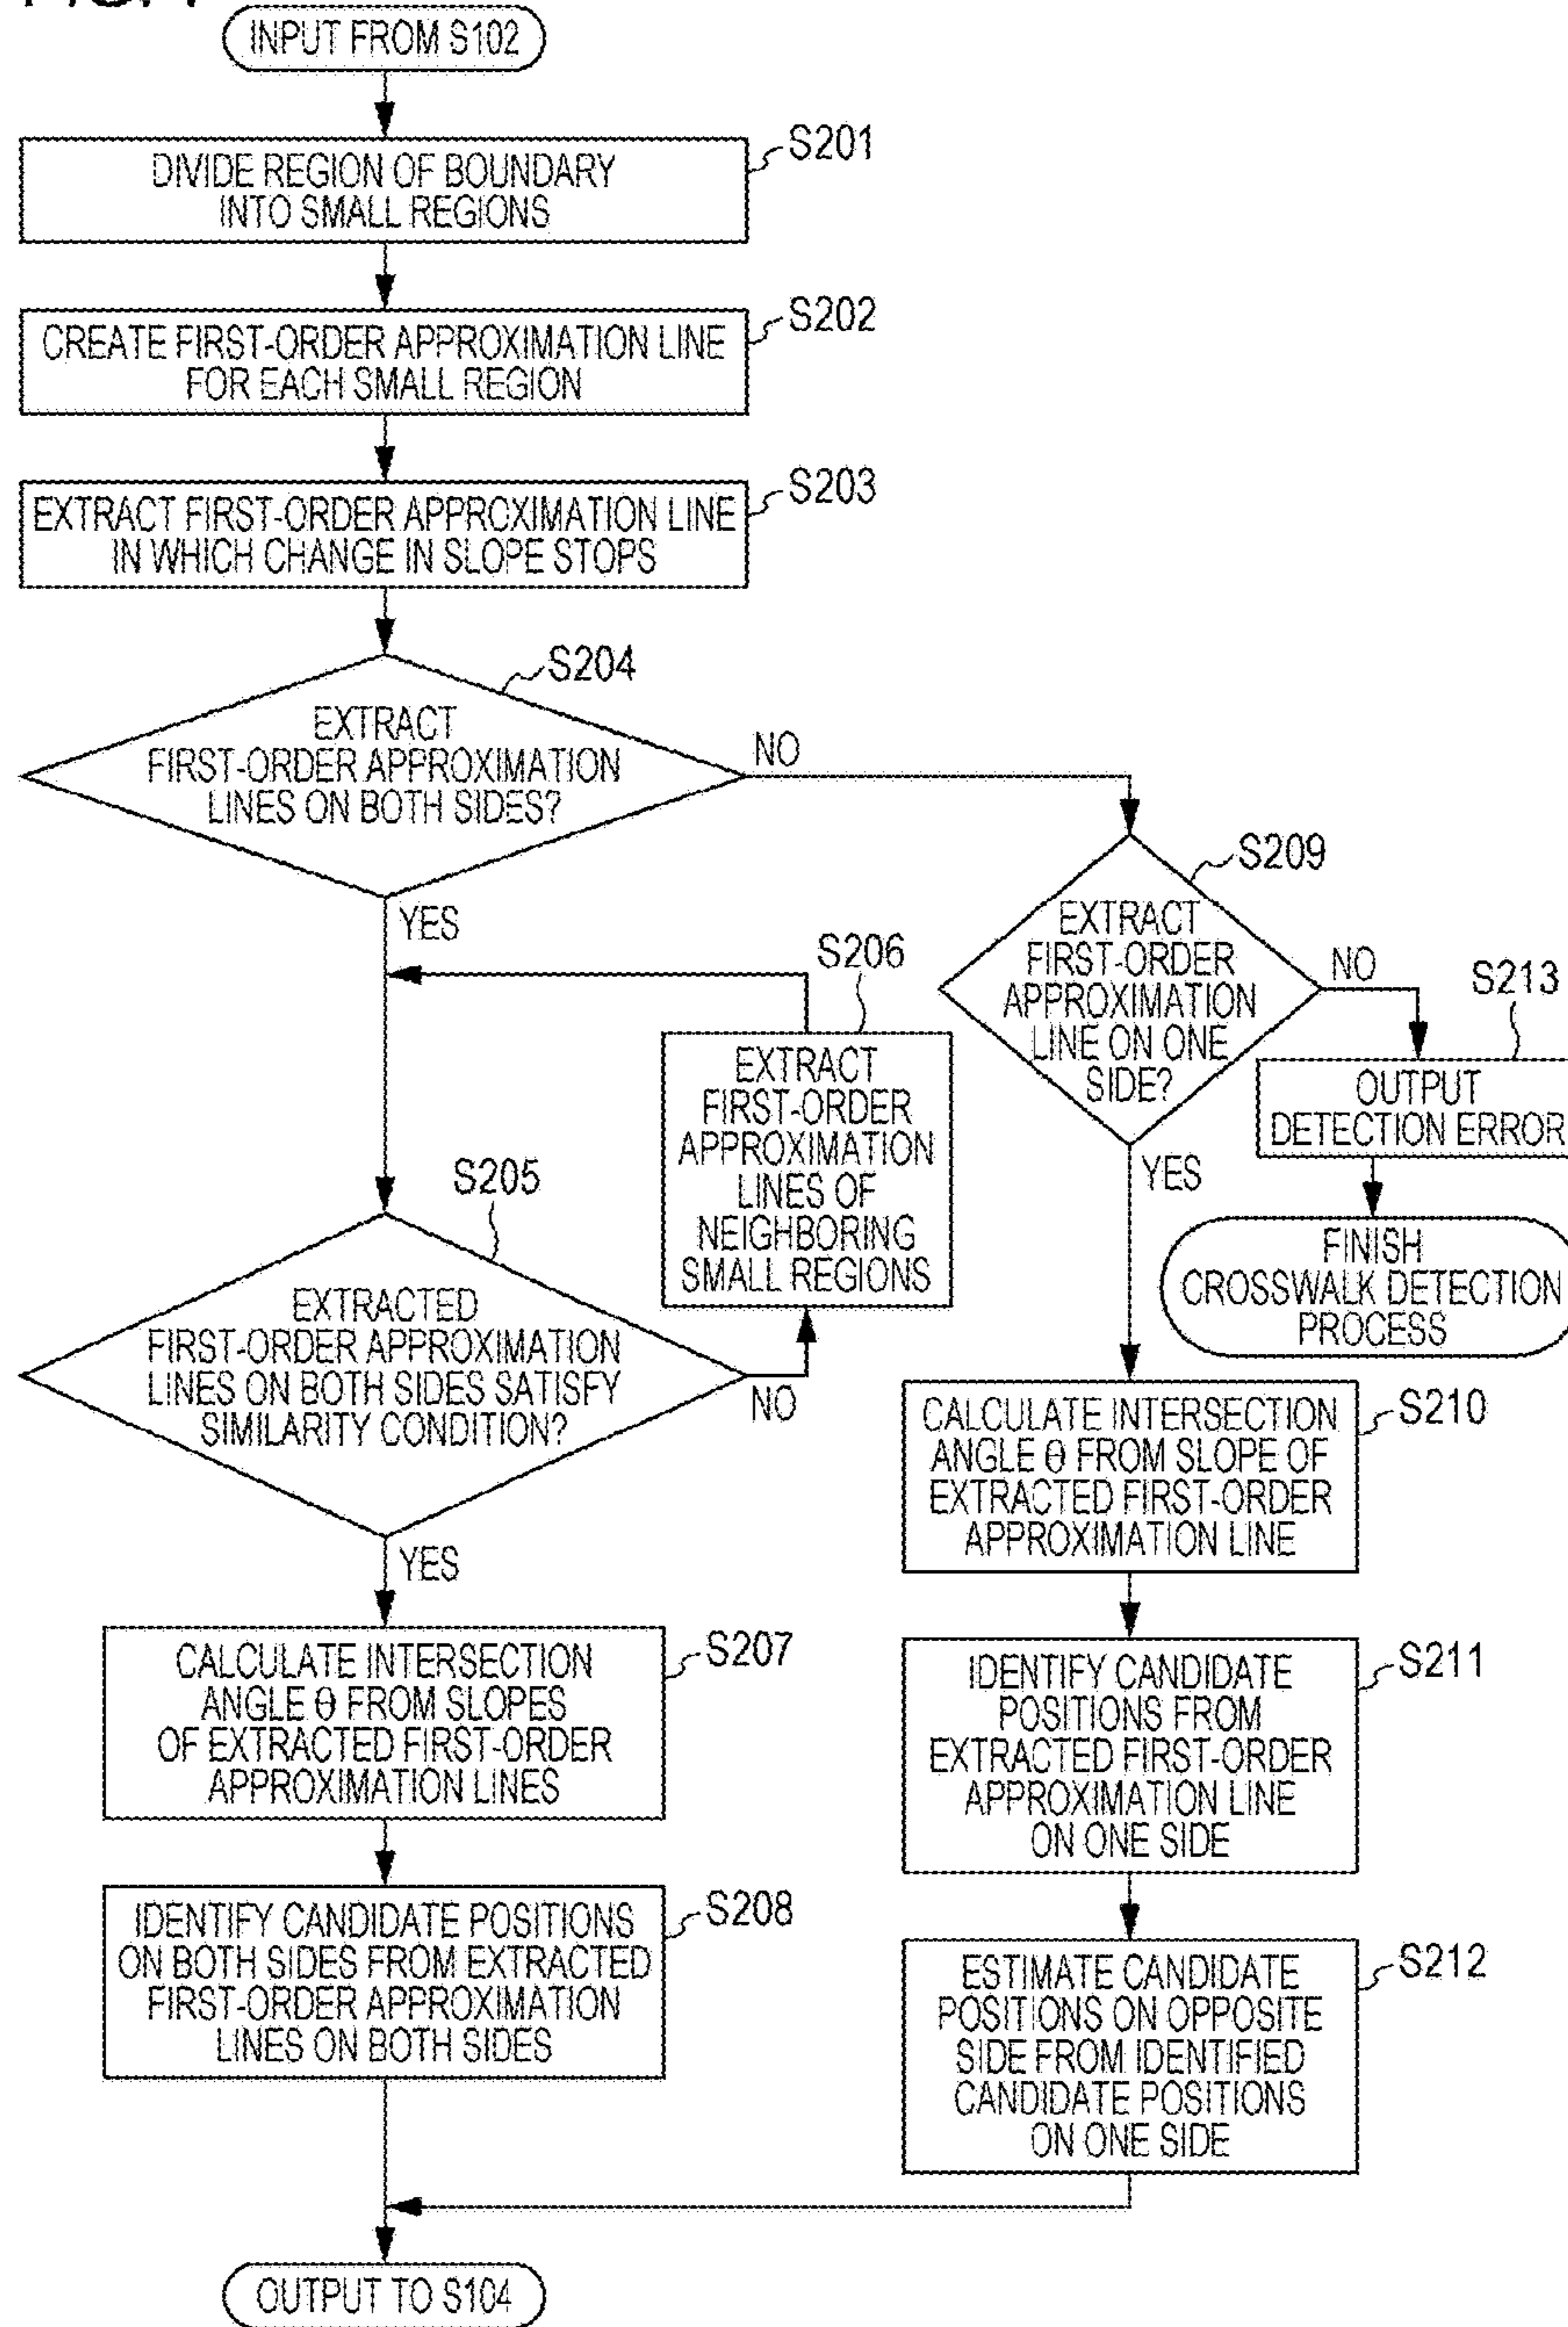 INPUT FROM S102
S201
DIVIDE REGION OF BOUNDARY
INTO SMALL REGIONS
S202
CREATE FIRST-ORDER APPROXIMATION LINE
FOR EACH SMALL REGION
S203
EXTRACT FIRST-ORDER APPROXIMATION LINE
IN WHICH CHANGE IN SLOPE STOPS
S204
EXTRACT
FIRST-ORDER APPROXIMATION
LINES ON BOTH SIDES?
NO
YES
S206
EXTRACT
FIRST-ORDER
APPROXIMATION
LINES OF
NEIGHBORING
SMALL REGIONS
S205
EXTRACTED
FIRST-ORDER APPROXIMATION
LINES ON BOTH SIDES SATISFY
SIMILARITY CONDITION?
NO
YES
S207
CALCULATE INTERSECTION
ANGLE θ FROM SLOPES
OF EXTRACTED FIRST-ORDER
APPROXIMATION LINES
S208
IDENTIFY CANDIDATE POSITIONS
ON BOTH SIDES FROM EXTRACTED
FIRST-ORDER APPROXIMATION
LINES ON BOTH SIDES
S209
EXTRACT
FIRST-ORDER
APPROXIMATION
LINE ON ONE
SIDE?
NO
S213
OUTPUT
DETECTION ERROR
FINISH
CROSSWALK DETECTION
PROCESS
YES
S210
CALCULATE INTERSECTION
ANGLE θ FROM SLOPE OF
EXTRACTED FIRST-ORDER
APPROXIMATION LINE
S211
IDENTIFY CANDIDATE
POSITIONS FROM
EXTRACTED FIRST-ORDER
APPROXIMATION LINE
ON ONE SIDE
S212
ESTIMATE CANDIDATE
POSITIONS ON OPPOSITE
SIDE FROM IDENTIFIED
CANDIDATE POSITIONS
ON ONE SIDE
OUTPUT TO S104